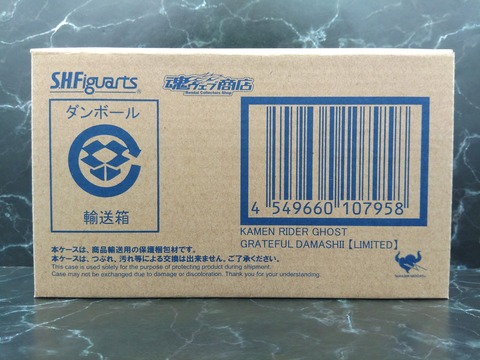 S.H.Figuarts
魂ウェブ商店
Bandai Collectors Shop
ダンボール
輸送箱
4 549660 107958
KAMEN RIDER GHOST
GRATEFUL DAMASHII【LIMITED】
本ケースは、商品輸送用の保護梱包材です。
本ケースは、つぶれ、汚れ等による交換は出来ません。ご了承ください。
This case is used solely for the purpose of protecting product during shipment.
Case may not be exchanged due to damage or discoloration. Thank you for your understanding.
TAMASHII NATIONS